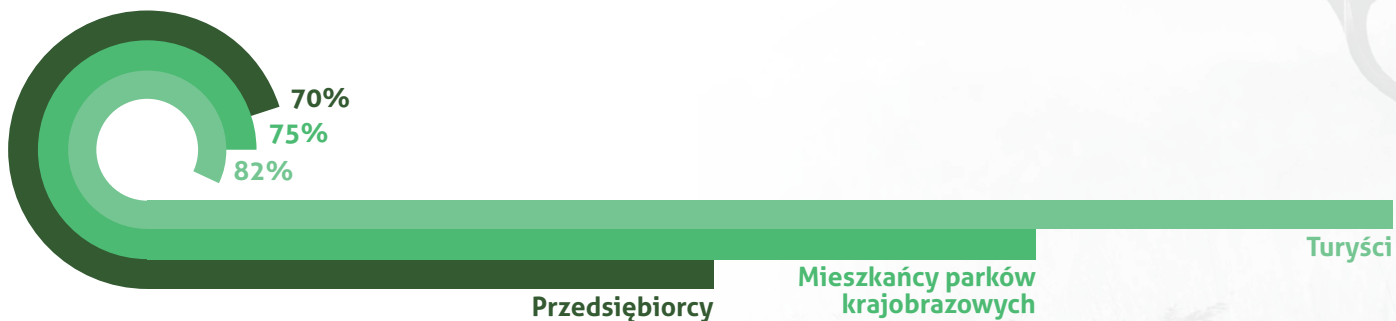 70%
75%
82%
Turyści
Mieszkańcy parków
krajobrazowych
Przedsiębiorcy